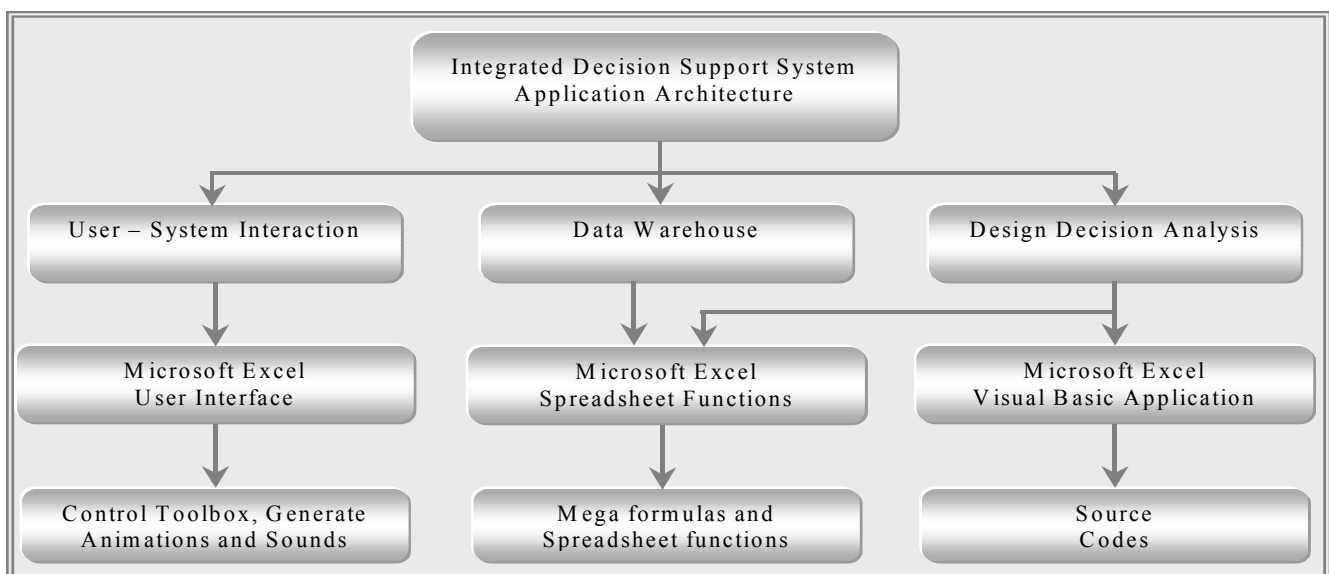 Integrated Decision Support System
Application Architecture
User – System Interaction
Data Warehouse
Design Decision Analysis
Microsoft Excel
User Interface
Microsoft Excel
Spreadsheet Functions
Microsoft Excel
Visual Basic Application
Control Toolbox, Generate
Animations and Sounds
Mega formulas and
Spreadsheet functions
Source
Codes